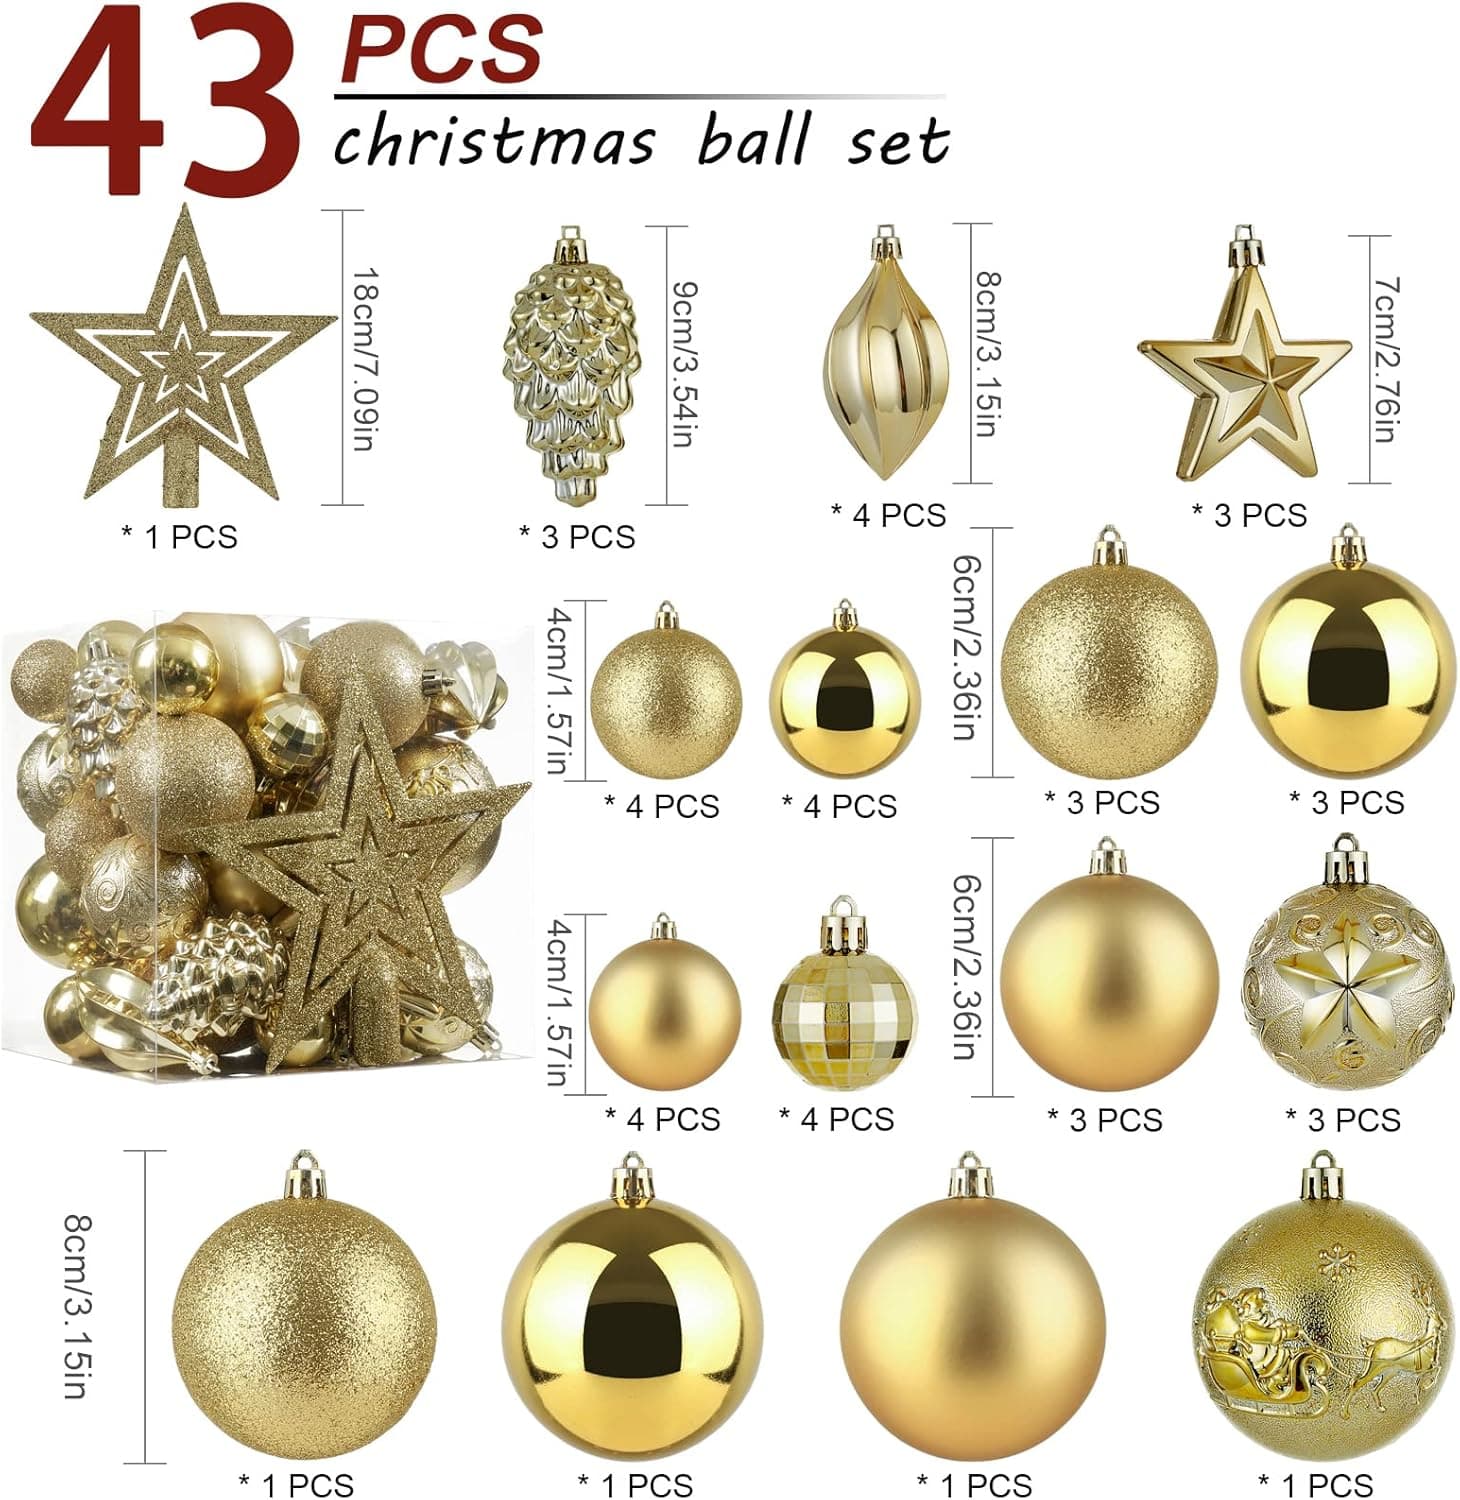 43 PCS
christmas ball set
18cm/7.09in
9cm/3.54in
8cm/3.15in
7cm/2.76in
* 1 PCS
* 3 PCS
* 4 PCS
* 3 PCS
4cm/1.57in
6cm/2.36in
* 4 PCS
* 4 PCS
* 3 PCS
* 3 PCS
4cm/1.57in
6cm/2.36in
* 4 PCS
* 4 PCS
* 3 PCS
* 3 PCS
8cm/3.15in
* 1 PCS
* 1 PCS
* 1 PCS
* 1 PCS